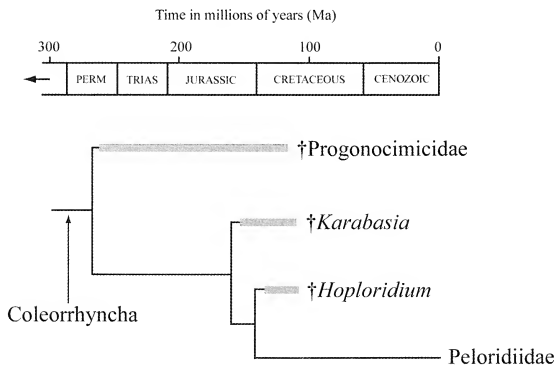 Time in millions of years (Ma)
300 200 100 0
PERM TRIAS JURASSIC CRETACEOUS CENOZOIC
†Progonocimicidae
†Karabasia
†Hoploridium
Coleorrhyncha
Peloridiidae